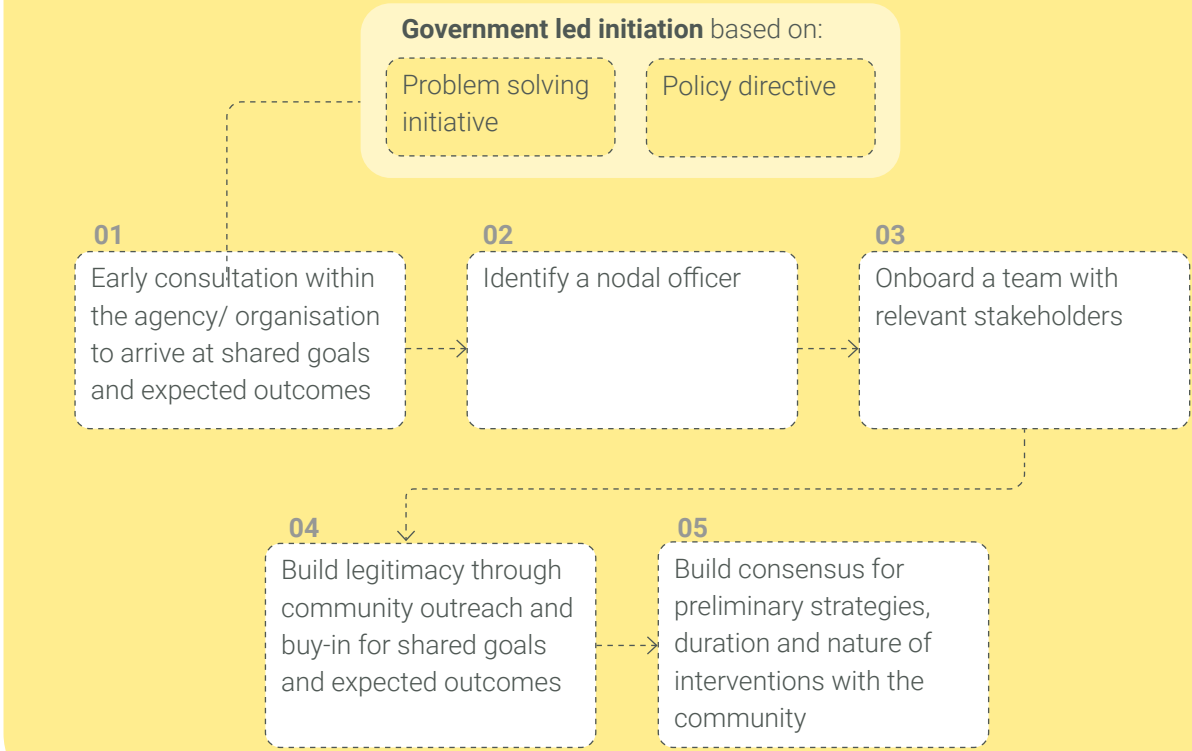 Government led initiation based on:
Problem solving
initiative
Policy directive
01
Early consultation within
the agency/ organisation
to arrive at shared goals
and expected outcomes
02
Identify a nodal officer
03
Onboard a team with
relevant stakeholders
04
Build legitimacy through
community outreach and
buy-in for shared goals
and expected outcomes
05
Build consensus for
preliminary strategies,
duration and nature of
interventions with the
community